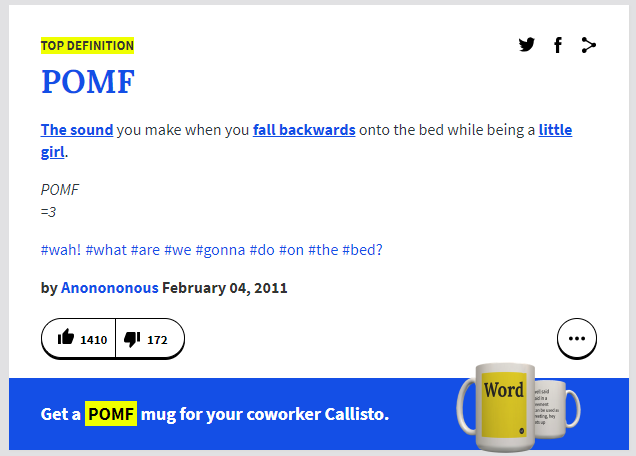 TOP DEFINITION
POMF
The sound you make when you fall backwards onto the bed while being a little
girl.
POMF
=3
#wah! #what #are #we #gonna #do #on #the #bed?
by Anonononous February 04, 2011
1410 172
Get a POMF mug for your coworker Callisto.
Word